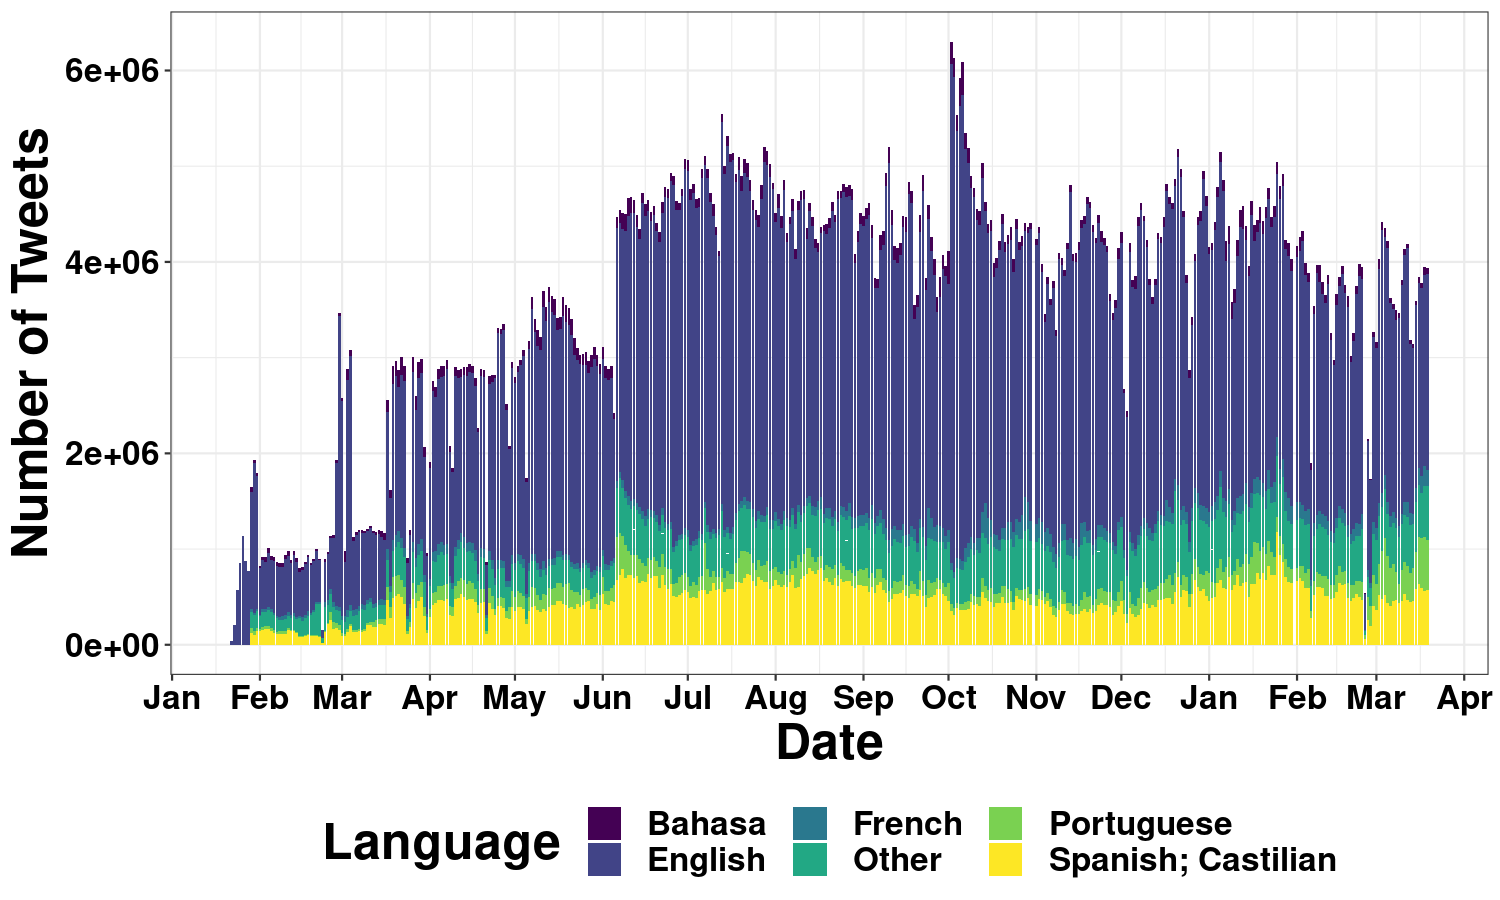 Number of Tweets
6e+06
4e+06
2e+06
0e+00
Jan Feb Mar Apr May Jun Jul Aug Sep Oct Nov Dec Jan Feb Mar Apr
Date
Language
Bahasa French Portuguese
English Other Spanish; Castilian